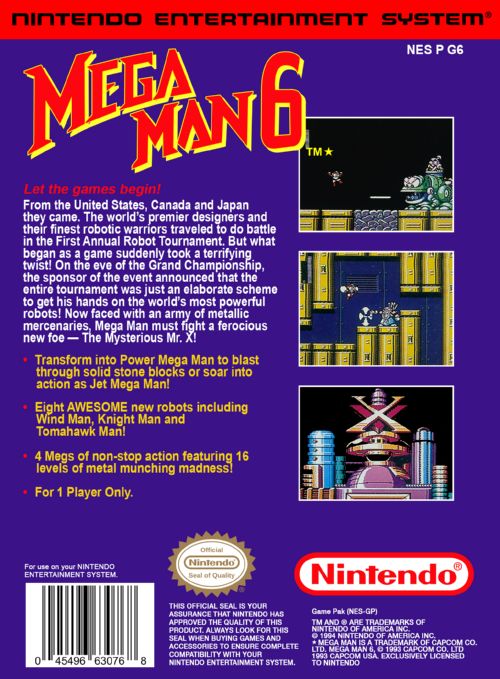 NINTENDO ENTERTAINMENT SYSTEM®
NES P G6
MEGA
MAN 6
TM★
Let the games begin!
From the United States, Canada and Japan
they came. The world's premier designers and
their finest robotic warriors traveled to do battle
in the First Annual Robot Tournament. But what
began as a game suddenly took a terrifying
twist! On the eve of the Grand Championship,
the sponsor of the event announced that the
entire tournament was just an elaborate scheme
to get his hands on the world's most powerful
robots! Now faced with an army of metallic
mercenaries, Mega Man must fight a ferocious
new foe — The Mysterious Mr. X!
• Transform into Power Mega Man to blast
through solid stone blocks or soar into
action as Jet Mega Man!
• Eight AWESOME new robots including
Wind Man, Knight Man and
Tomahawk Man!
• 4 Megs of non-stop action featuring 16
levels of metal munching madness!
• For 1 Player Only.
X
For use on your NINTENDO
ENTERTAINMENT SYSTEM.
0 45496 63076 8
Official
Nintendo
Seal of Quality
®
THIS OFFICIAL SEAL IS YOUR
ASSURANCE THAT NINTENDO HAS
APPROVED THE QUALITY OF THIS
PRODUCT. ALWAYS LOOK FOR THIS
SEAL WHEN BUYING GAMES AND
ACCESSORIES TO ENSURE COMPLETE
COMPATIBILITY WITH YOUR
NINTENDO ENTERTAINMENT SYSTEM.
Nintendo®
Game Pak (NES-GP)
TM AND ® ARE TRADEMARKS OF
NINTENDO OF AMERICA INC.
© 1994 NINTENDO OF AMERICA INC.
★ MEGA MAN IS A TRADEMARK OF CAPCOM CO.
LTD. MEGA MAN 6, © 1993 CAPCOM CO. LTD
1993 CAPCOM USA. EXCLUSIVELY LICENSED
TO NINTENDO